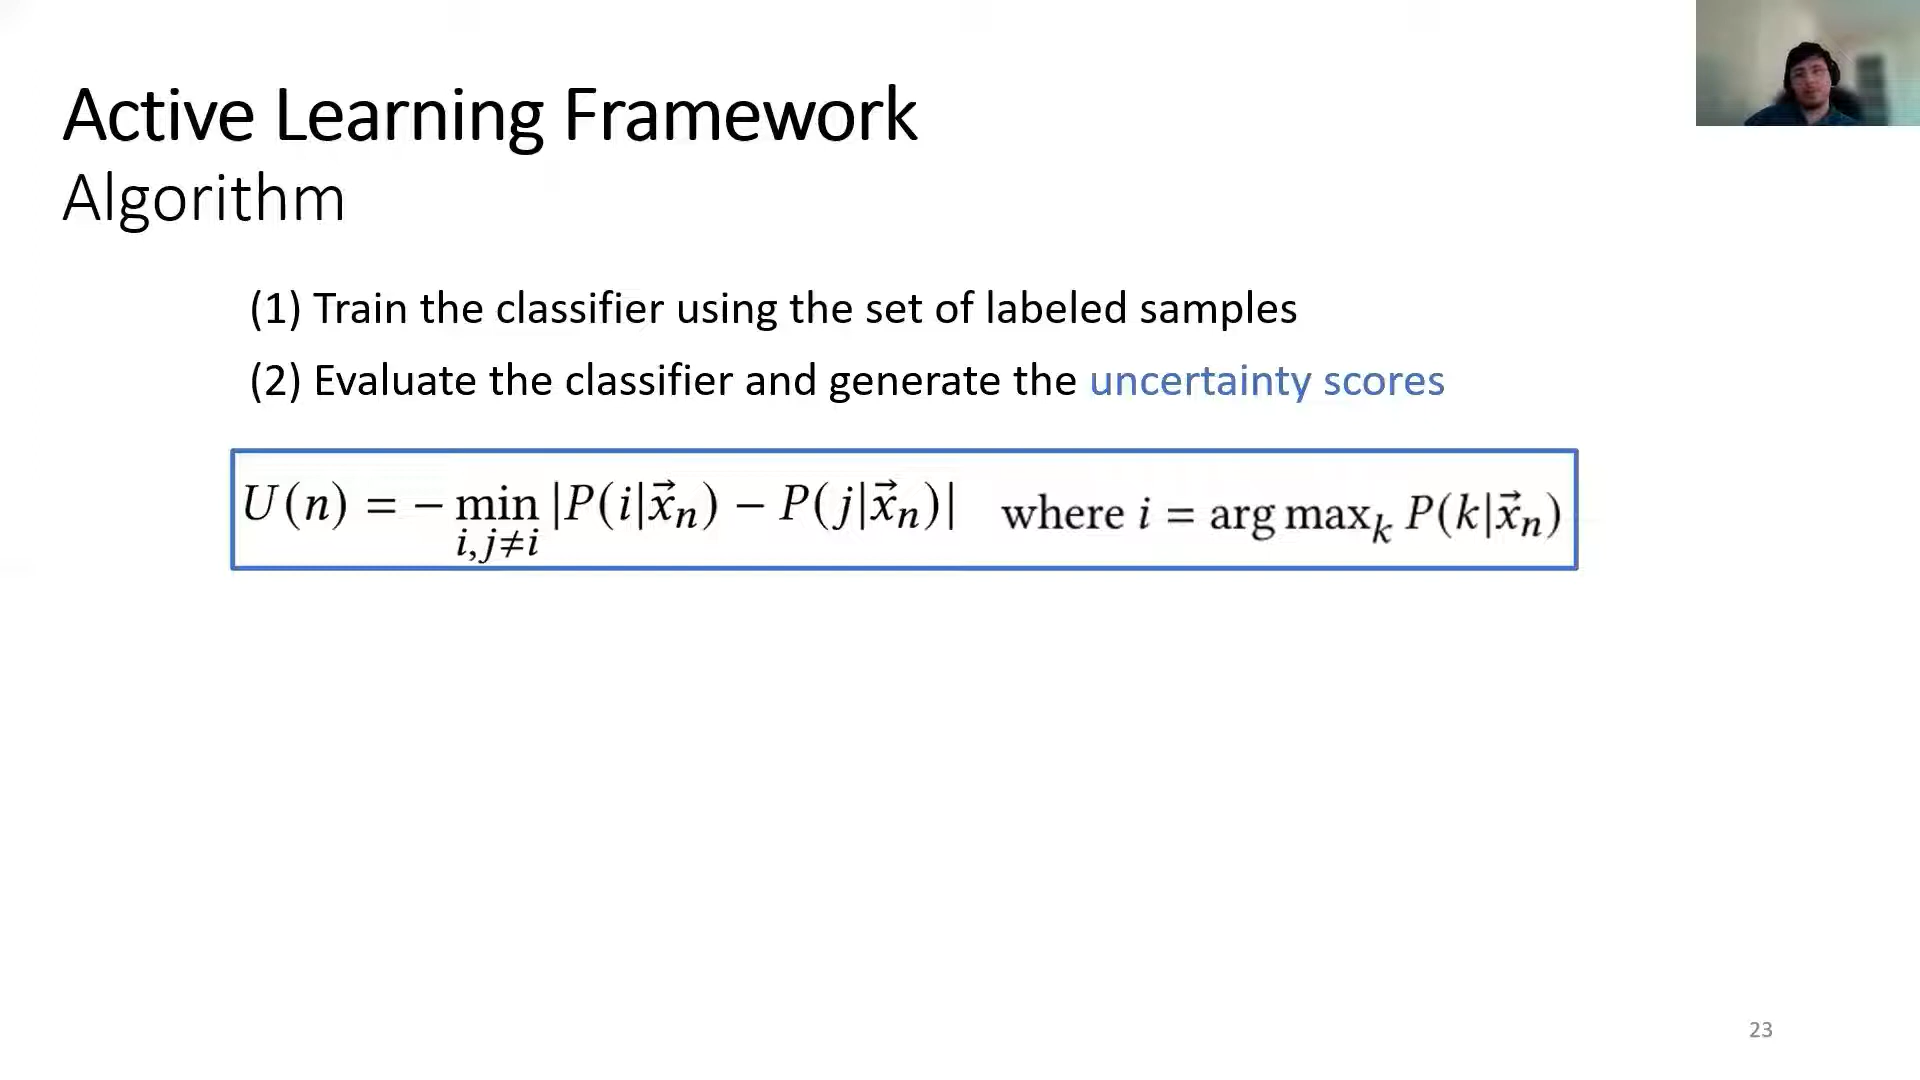 Active Learning Framework
Algorithm
(1) Train the classifier using the set of labeled samples
(2) Evaluate the classifier and generate the uncertainty scores
U(n) = − min_{i,j≠i} |P(i|x⃗_n) − P(j|x⃗_n)| where i = arg max_k P(k|x⃗_n)
23